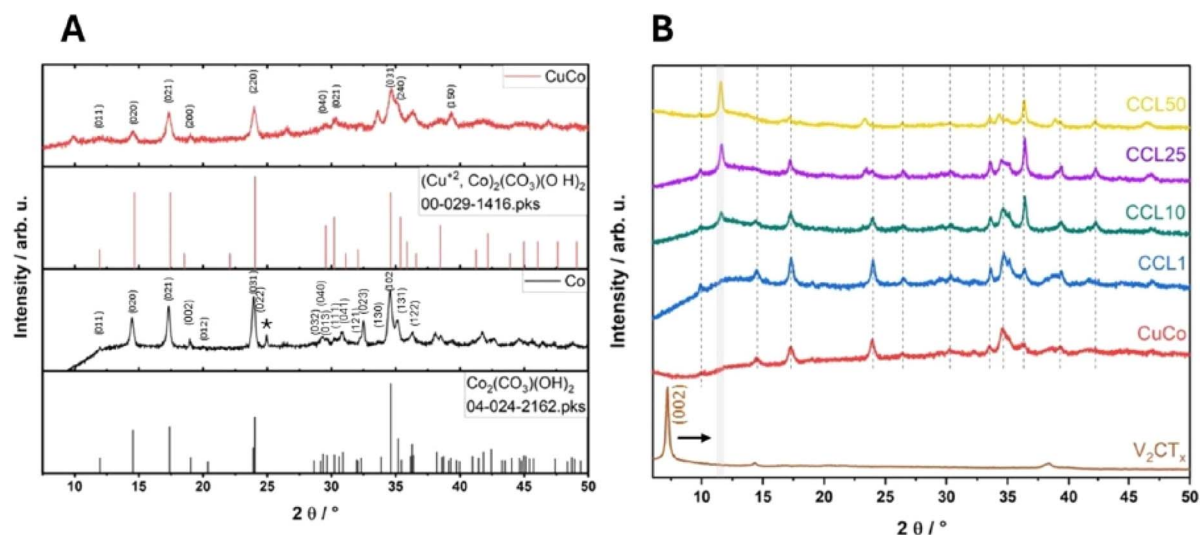 A
B
CuCo
(011)
(020)
(021)
(200)
(220)
(040)
(021)
(031)
(240)
(150)
(Cu⁺², Co)₂(CO₃)(O H)₂
00-029-1416.pks
Co
(011)
(020)
(021)
(002)
(012)
(031)
(022)
*
(032)
(040)
(013)
(111)
(041)
(121)
(023)
(130)
(102)
(131)
(122)
Co₂(CO₃)(OH)₂
04-024-2162.pks
Intensity / arb. u.
10 15 20 25 30 35 40 45 50
2 θ / °
CCL50
CCL25
CCL10
CCL1
CuCo
(002)
V₂CTₓ
Intensity / arb. u.
10 15 20 25 30 35 40 45 50
2 θ / °